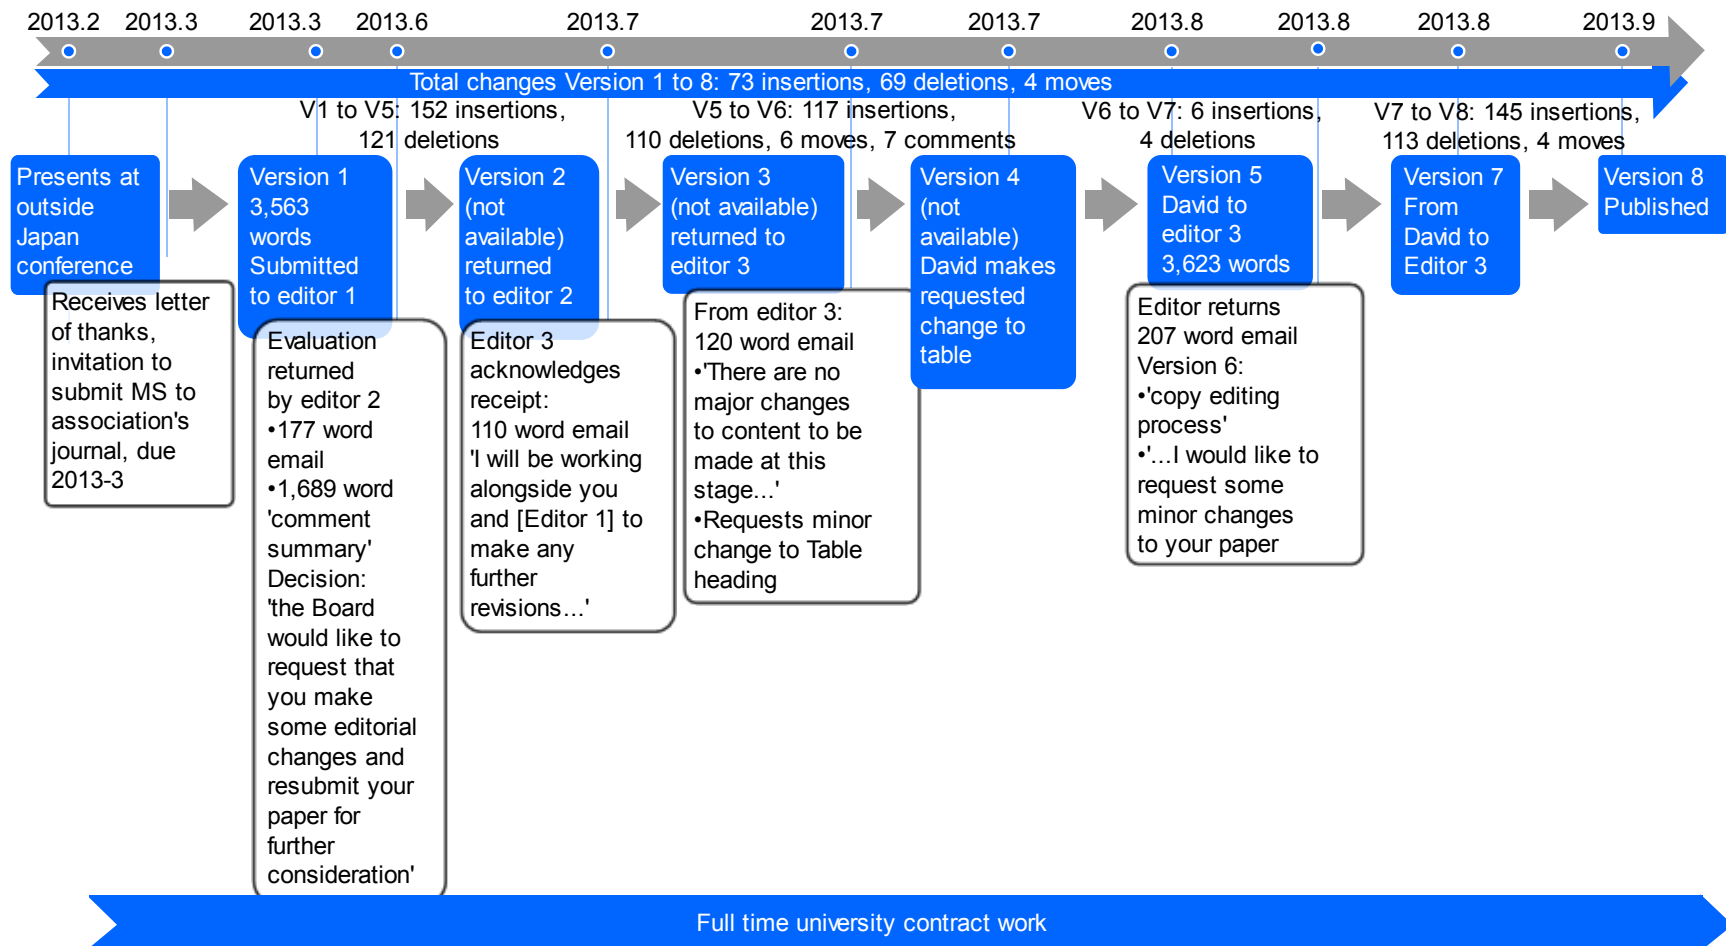 2013.2
2013.3
2013.3
2013.6
2013.7
2013.7
2013.7
2013.8
2013.8
2013.8
2013.9
Total changes Version 1 to 8: 73 insertions, 69 deletions, 4 moves
V1 to V5: 152 insertions,
121 deletions
V5 to V6: 117 insertions,
110 deletions, 6 moves, 7 comments
V6 to V7: 6 insertions,
4 deletions
V7 to V8: 145 insertions,
113 deletions, 4 moves
Presents at
outside
Japan
conference
Receives letter
of thanks,
invitation to
submit MS to
association's
journal, due
2013-3
Version 1
3,563
words
Submitted
to editor 1
Evaluation
returned
by editor 2
•177 word
email
•1,689 word
'comment
summary'
Decision:
'the Board
would like to
request that
you make
some editorial
changes and
resubmit your
paper for
further
consideration'
Version 2
(not
available)
returned
to editor 2
Editor 3
acknowledges
receipt:
110 word email
'I will be working
alongside you
and [Editor 1] to
make any
further
revisions...'
Version 3
(not available)
returned to
editor 3
From editor 3:
120 word email
•'There are no
major changes
to content to be
made at this
stage...'
•Requests minor
change to Table
heading
Version 4
(not
available)
David makes
requested
change to
table
Version 5
David to
editor 3
3,623 words
Editor returns
207 word email
Version 6:
•'copy editing
process'
•'...I would like to
request some
minor changes
to your paper
Version 7
From
David to
Editor 3
Version 8
Published
Full time university contract work